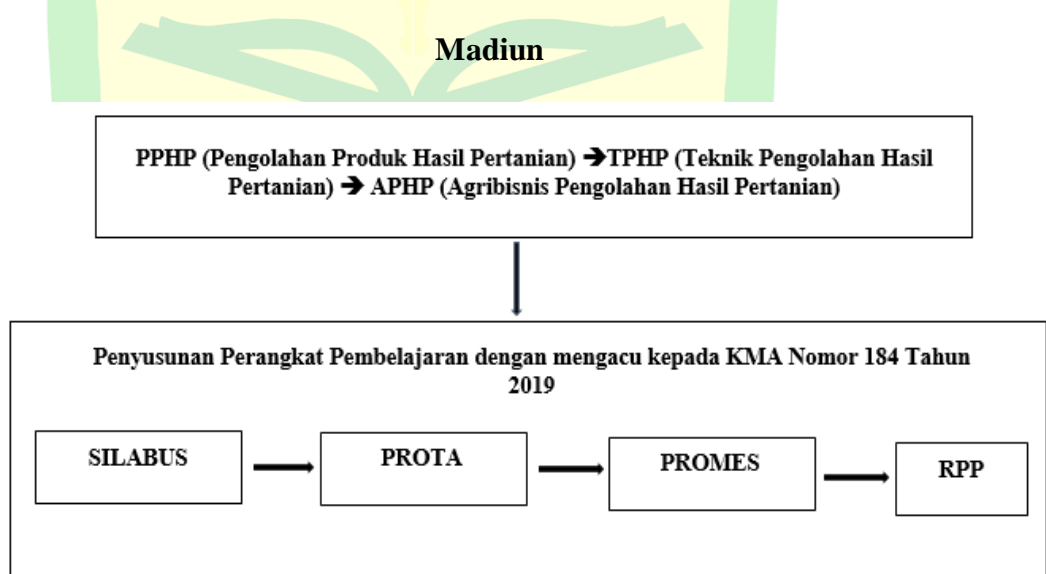 Madiun
PPHP (Pengolahan Produk Hasil Pertanian) ➔TPHP (Teknik Pengolahan Hasil
Pertanian) ➔ APHP (Agribisnis Pengolahan Hasil Pertanian)
Penyusunan Perangkat Pembelajaran dengan mengacu kepada KMA Nomor 184 Tahun
2019
SILABUS
PROTA
PROMES
RPP